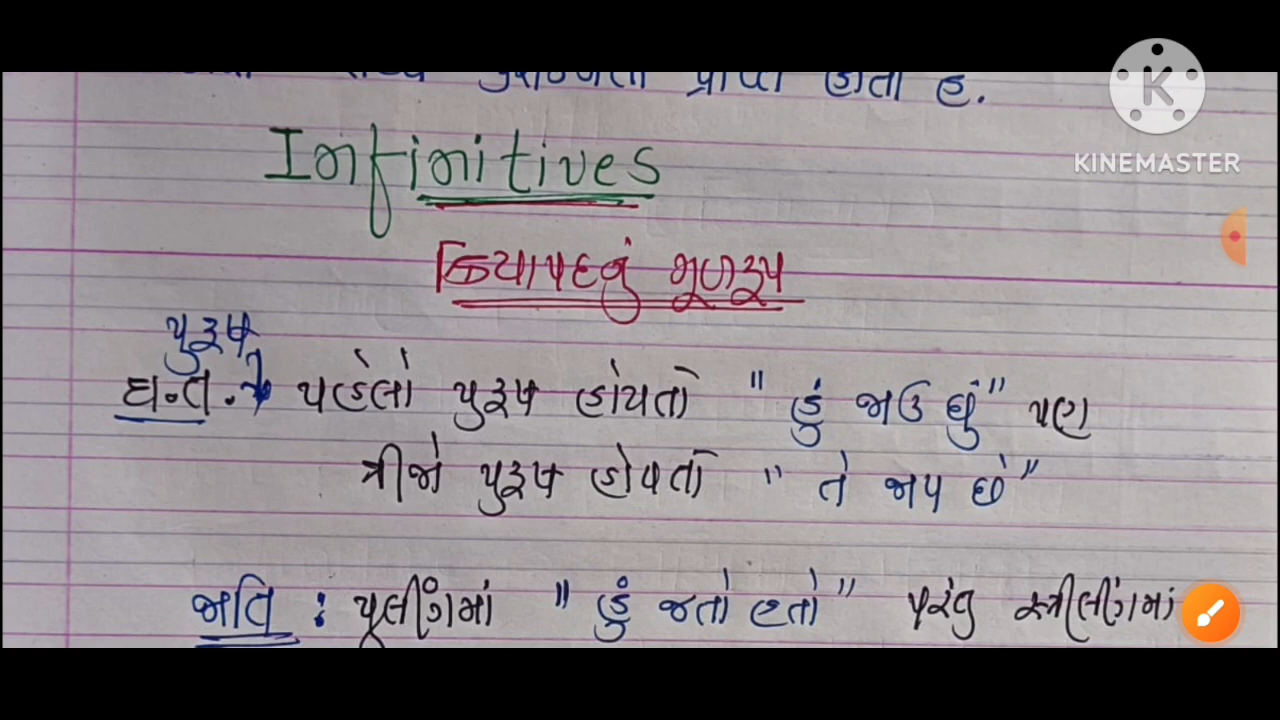 પ્રાપ્ત હોતા હૈ.
Infinitives
ક્રિયાપદનું મૂળરૂપ
પુરુષ
ઘ.ત. → પહેલો પુરૂષ હોયતો " હું જાઉ છું" પણ
ત્રીજો પુરૂષ હોયતો " તે જાય છે"
જાતિ : પૂલીંગમાં " હું જતો હતો" પરંતુ સ્ત્રીલીંગમાં
K
KINEMASTER